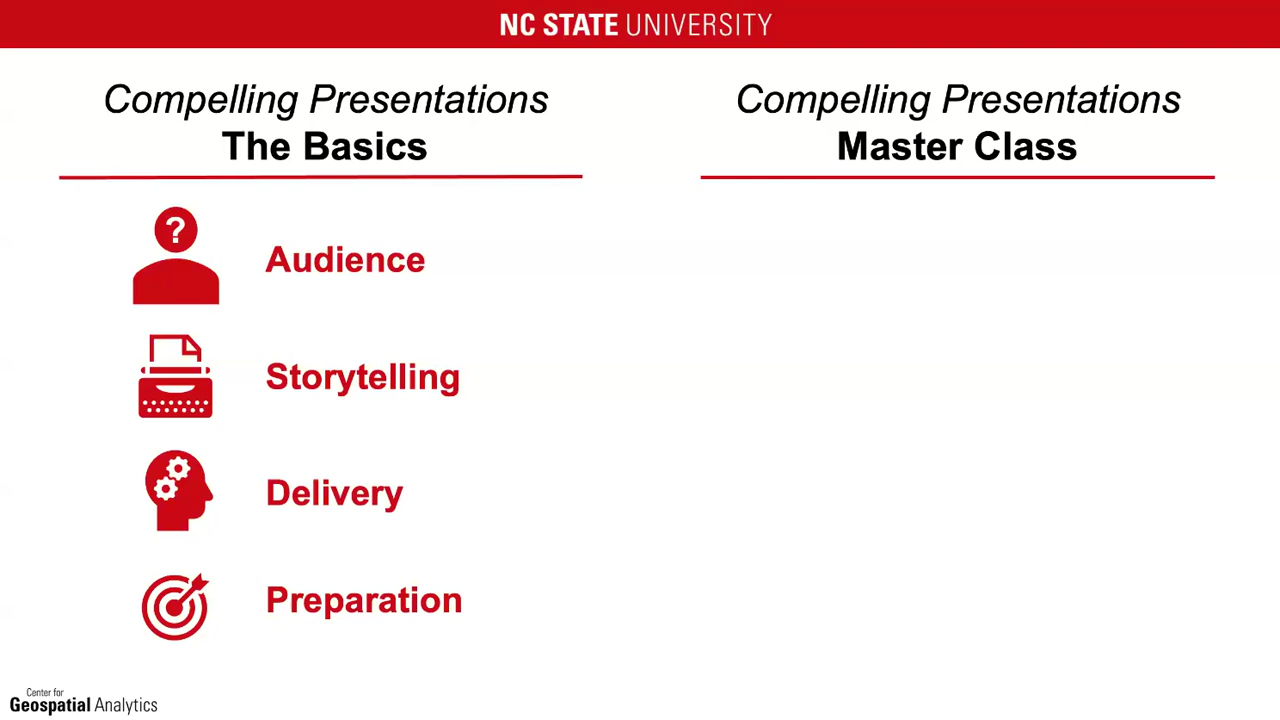 NC STATE UNIVERSITY
Compelling Presentations
The Basics
Audience
Storytelling
Delivery
Preparation
Compelling Presentations
Master Class
Center for
Geospatial Analytics